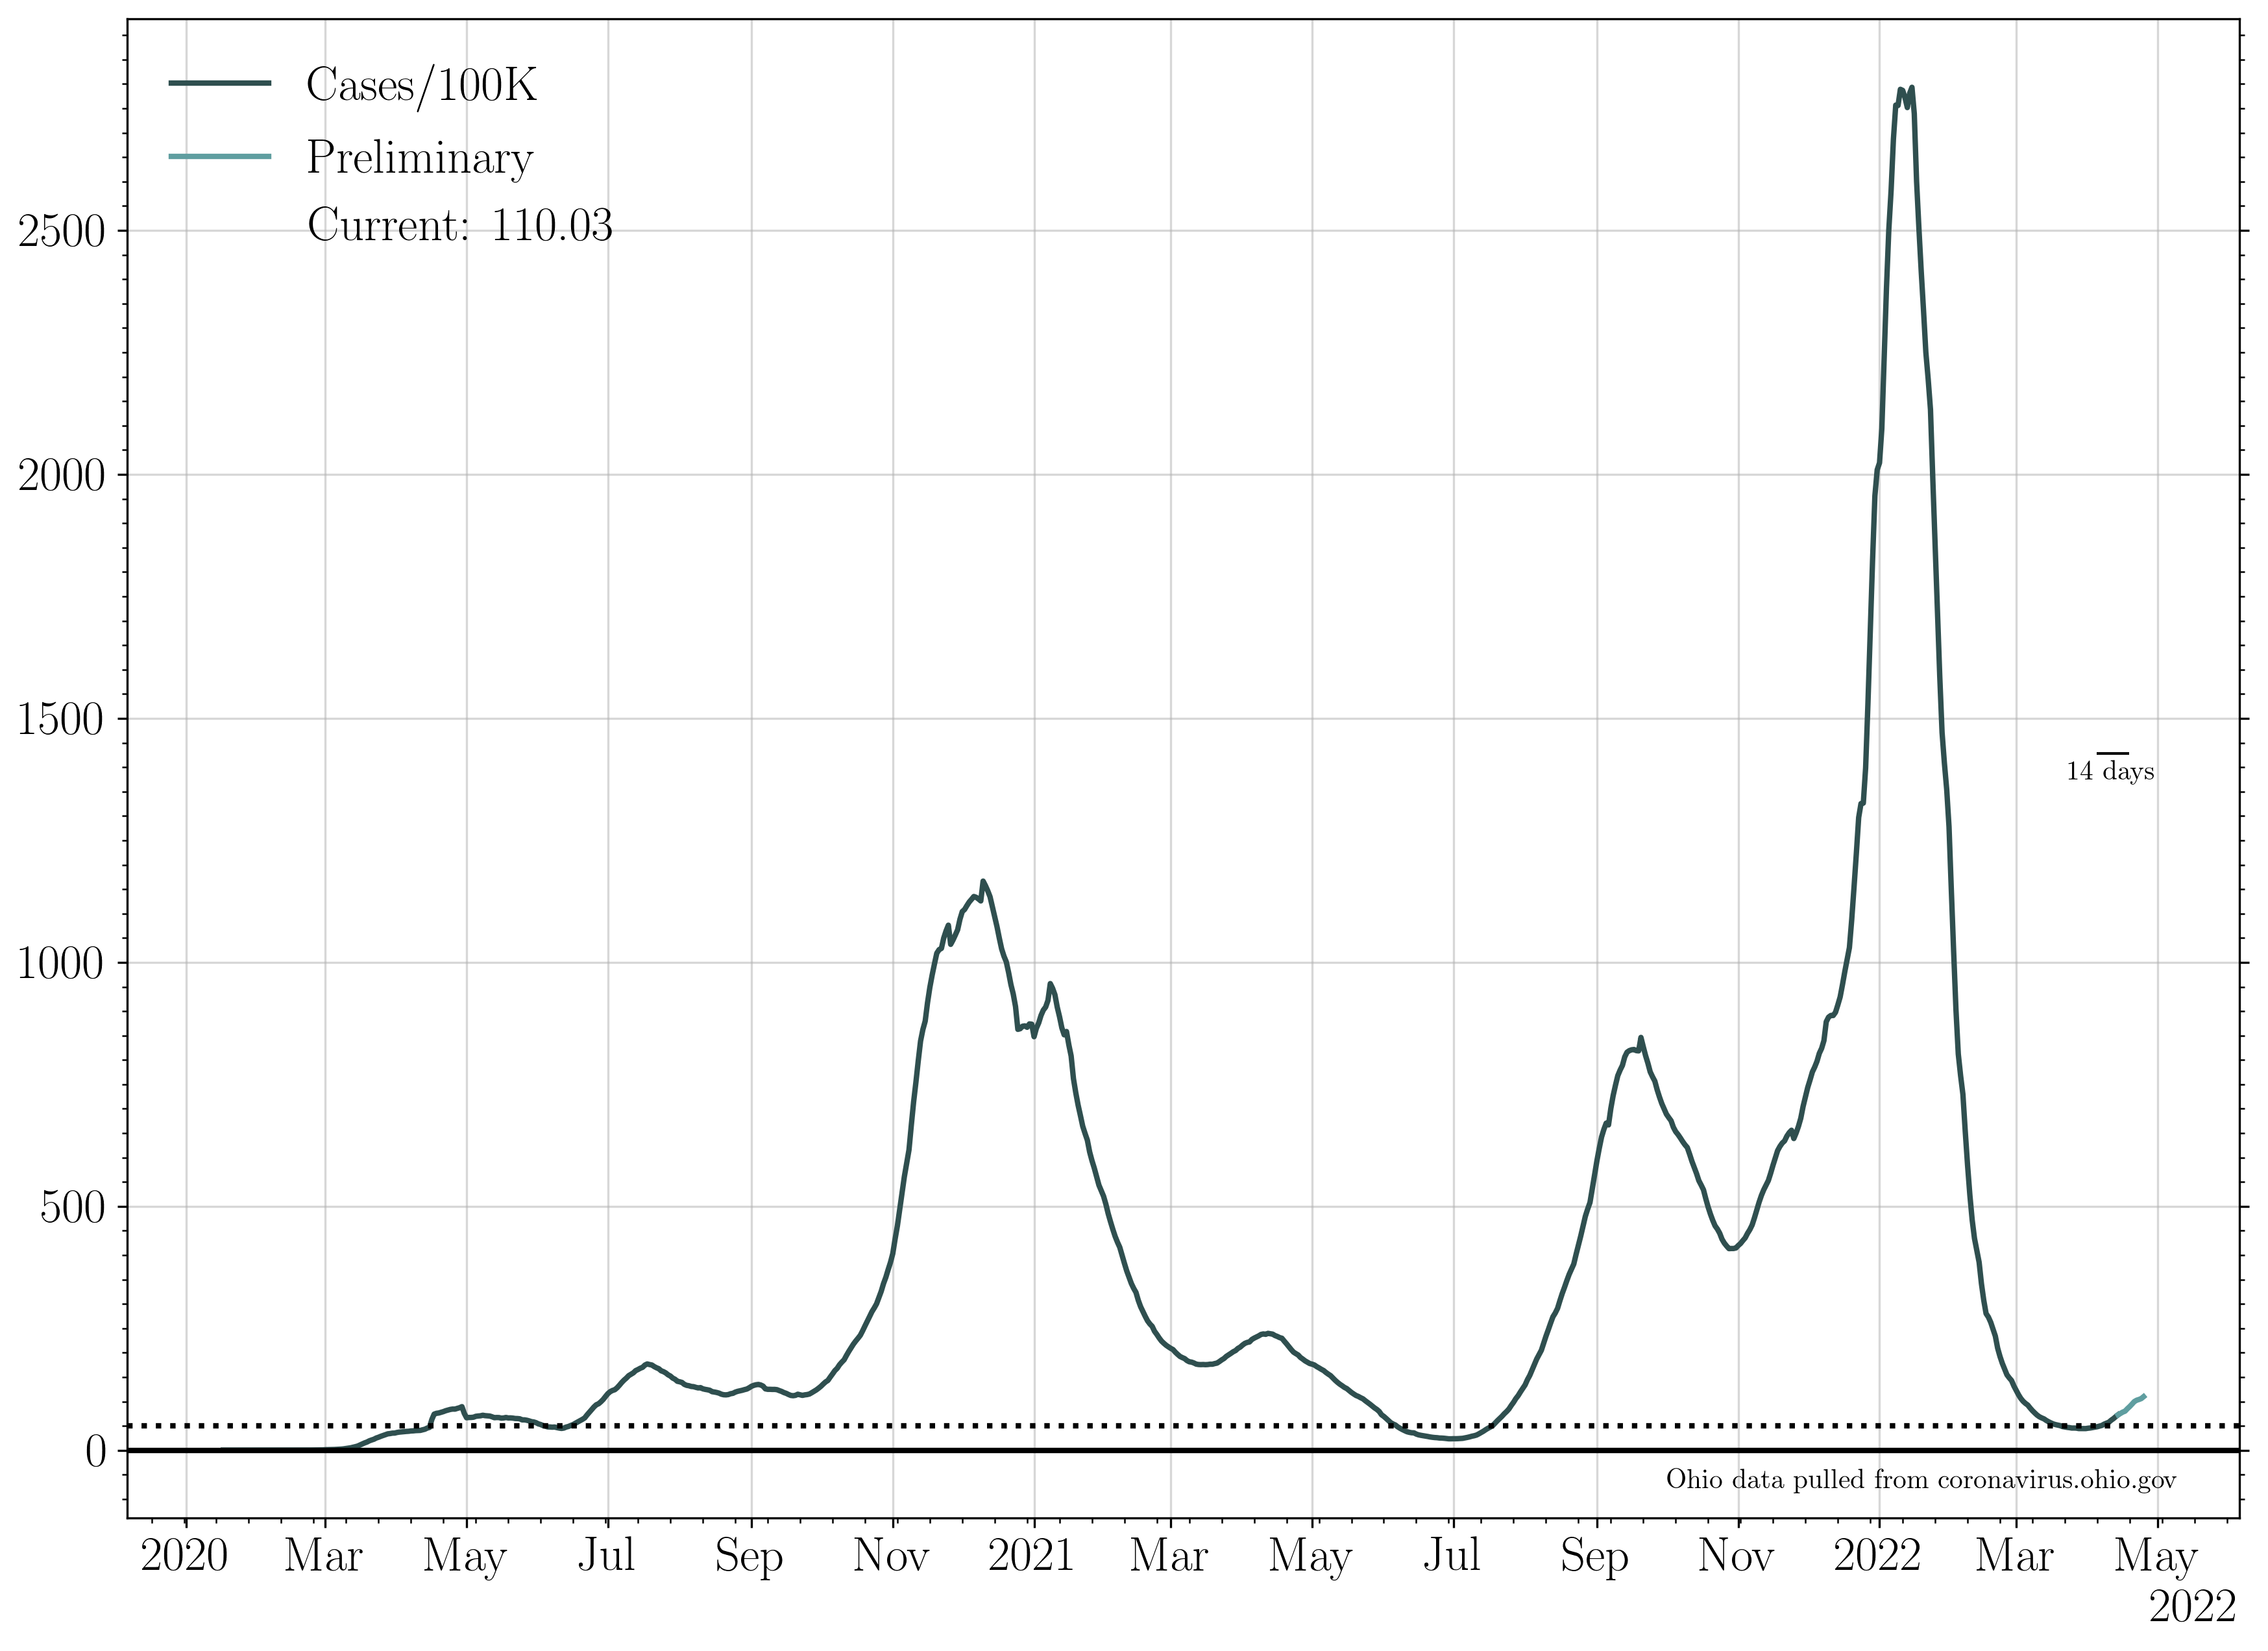 Cases/100K
Preliminary
Current: 110.03
2500
2000
1500
14 days
1000
500
0
Ohio data pulled from coronavirus.ohio.gov
2020 Mar May Jul Sep Nov 2021 Mar May Jul Sep Nov 2022 Mar May
2022